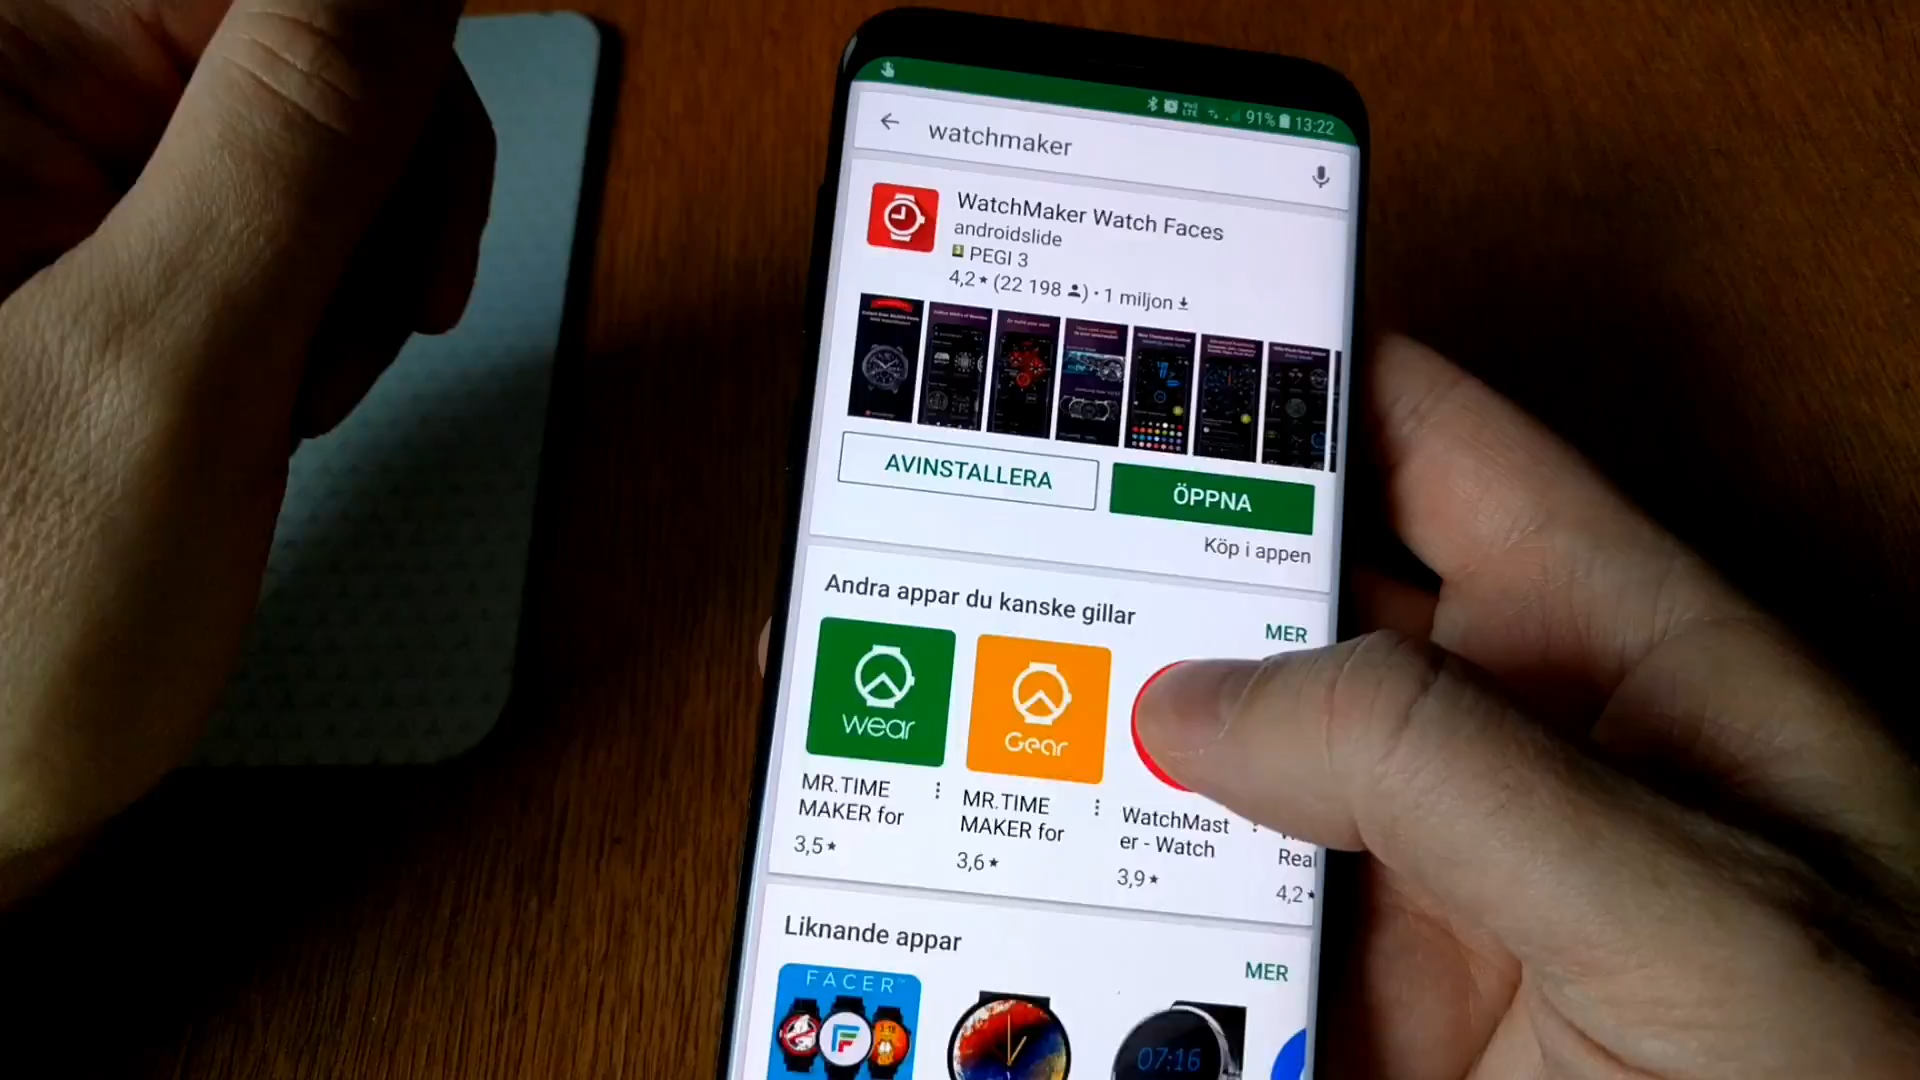 91% 13:22
watchmaker
WatchMaker Watch Faces
androidslide
3 PEGI 3
4,2★ (22 198) • 1 miljon
AVINSTALLERA
ÖPPNA
Köp i appen
Andra appar du kanske gillar
MER
wear
Gear
MR.TIME
MAKER for
3,5★
MR.TIME
MAKER for
3,6★
WatchMast
er - Watch
3,9★
Real
4,2★
Liknande appar
MER
FACER
07:16